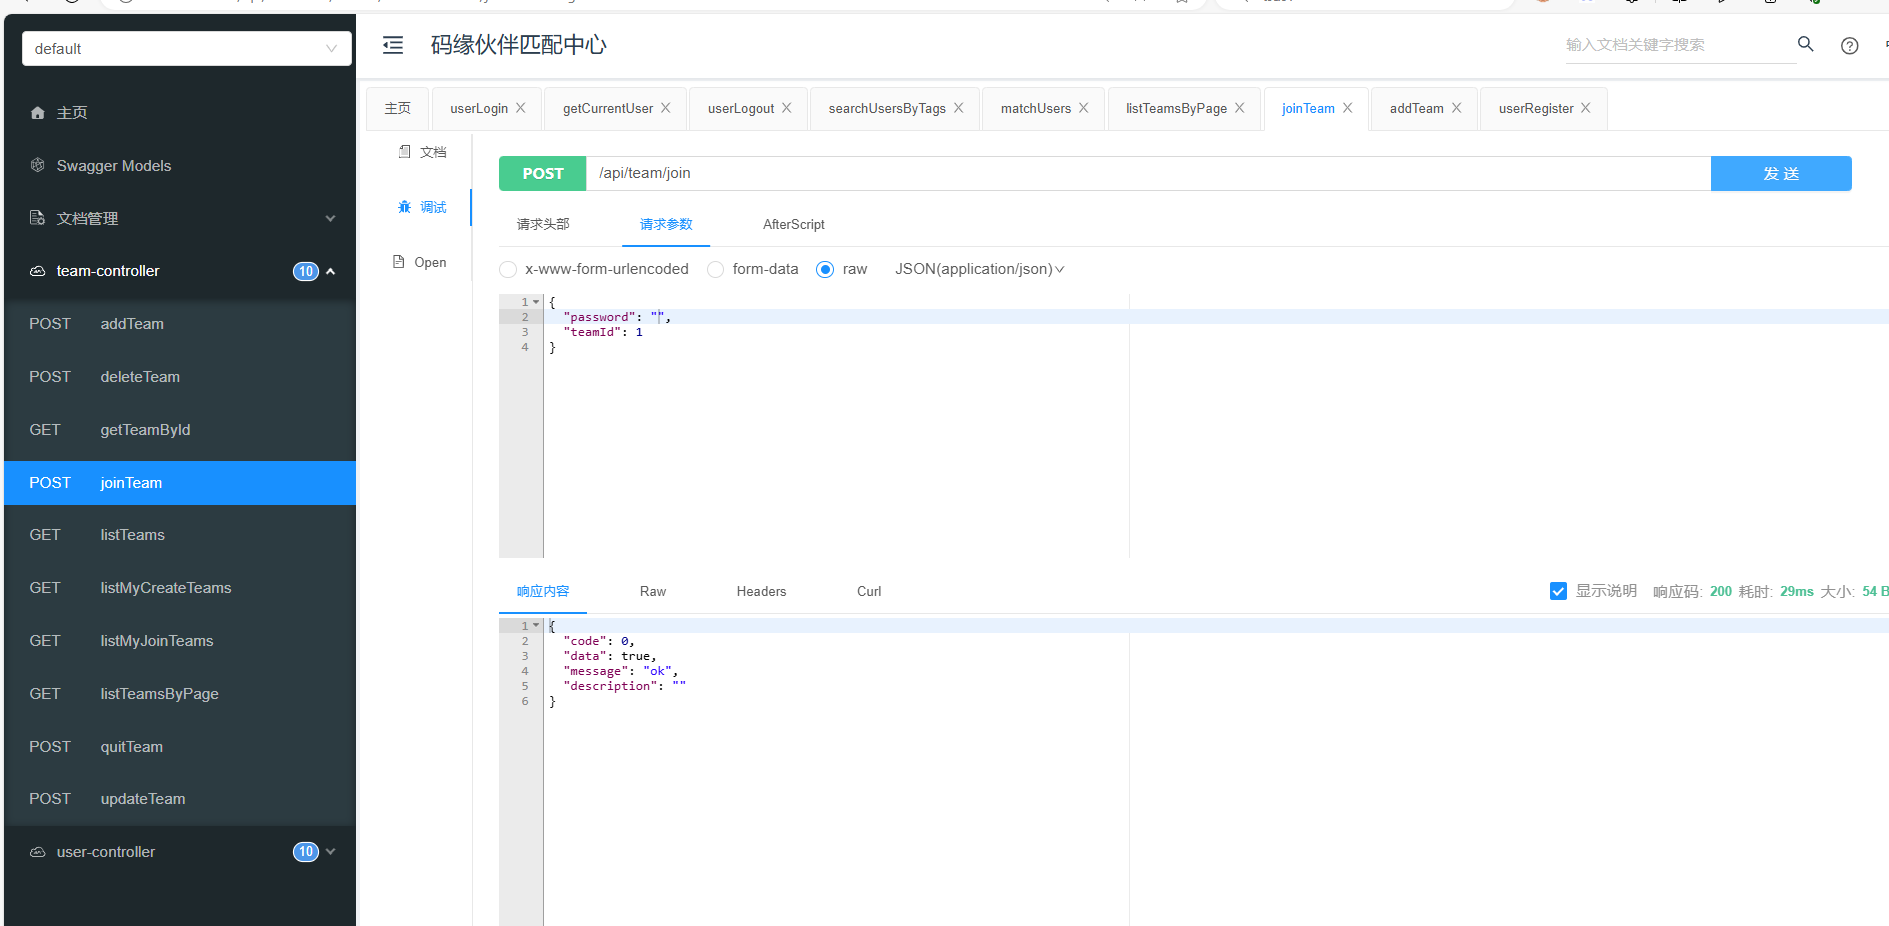 default
码缘伙伴匹配中心
输入文档关键字搜索
主页
Swagger Models
文档管理
team-controller
10
POST addTeam
POST deleteTeam
GET getTeamById
POST joinTeam
GET listTeams
GET listMyCreateTeams
GET listMyJoinTeams
GET listTeamsByPage
POST quitTeam
POST updateTeam
user-controller
10
主页 userLogin getCurrentUser userLogout searchUsersByTags matchUsers listTeamsByPage joinTeam addTeam userRegister
文档
调试
Open
POST /api/team/join 发 送
请求头部 请求参数 AfterScript
x-www-form-urlencoded form-data raw JSON(application/json)
1 {
2 "password": "",
3 "teamId": 1
4 }
响应内容 Raw Headers Curl
显示说明 响应码: 200 耗时: 29ms 大小: 54 B
1 {
2 "code": 0,
3 "data": true,
4 "message": "ok",
5 "description": ""
6 }